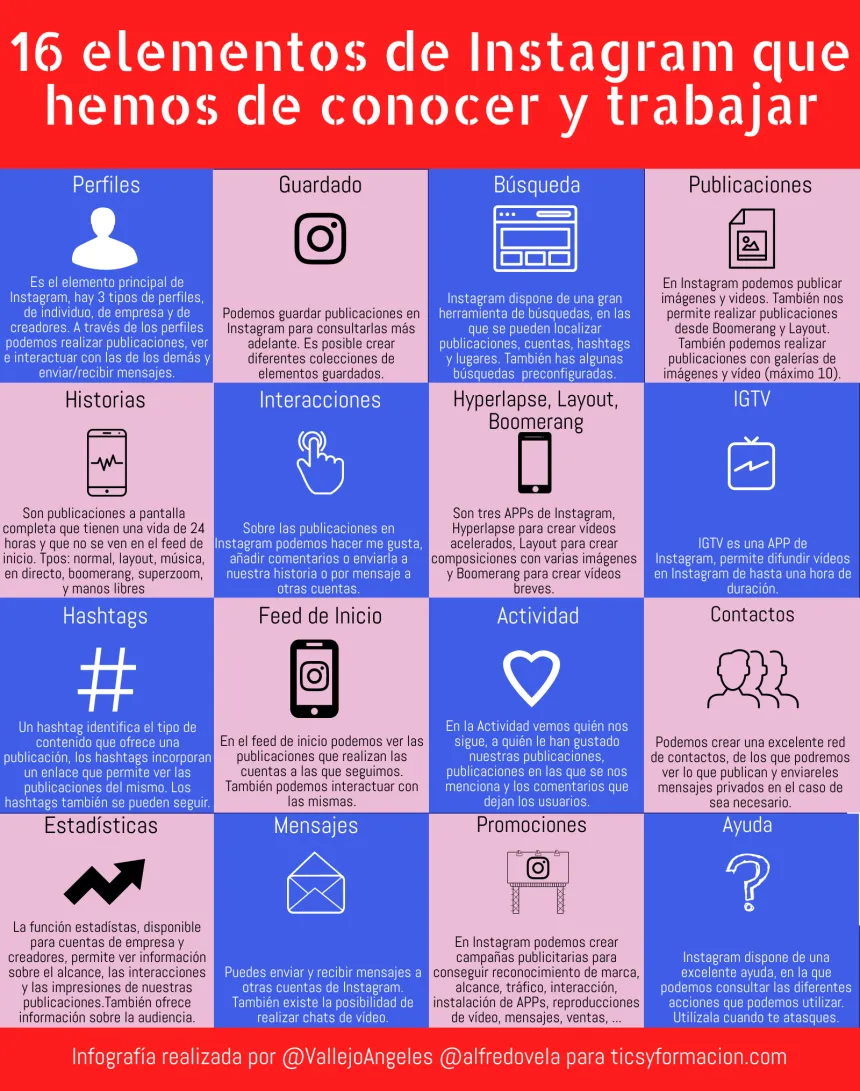 16 elementos de Instagram que
hemos de conocer y trabajar
Perfiles
Es el elemento principal de
Instagram, hay 3 tipos de perfiles,
de individuo, de empresa y de
creadores. A través de los perfiles
podemos realizar publicaciones, ver
e interactuar con las de los demás y
enviar/recibir mensajes.
Guardado
Podemos guardar publicaciones en
Instagram para consultarlas más
adelante. Es posible crear
diferentes colecciones de
elementos guardados.
Búsqueda
Instagram dispone de una gran
herramienta de búsquedas, en las
que se pueden localizar
publicaciones, cuentas, hashtags
y lugares. También has algunas
búsquedas preconfiguradas.
Publicaciones
En Instagram podemos publicar
imágenes y videos. También nos
permite realizar publicaciones
desde Boomerang y Layout.
También podemos realizar
publicaciones con galerías de
imágenes y vídeo (máximo 10).
Historias
Son publicaciones a pantalla
completa que tienen una vida de 24
horas y que no se ven en el feed de
inicio. Tpos: normal, layout, música,
en directo, boomerang, superzoom,
y manos libres
Interacciones
Sobre las publicaciones en
Instagram podemos hacer me gusta,
añadir comentarios o enviarla a
nuestra historia o por mensaje a
otras cuentas.
Hyperlapse, Layout,
Boomerang
Son tres APPs de Instagram,
Hyperlapse para crear vídeos
acelerados, Layout para crear
composiciones con varias imágenes
y Boomerang para crear vídeos
breves.
IGTV
IGTV es una APP de
Instagram, permite difundir vídeos
en Instagram de hasta una hora de
duración.
Hashtags
Un hashtag identifica el tipo de
contenido que ofrece una
publicación, los hashtags incorporan
un enlace que permite ver las
publicaciones del mismo. Los
hashtags también se pueden seguir.
Feed de Inicio
En el feed de inicio podemos ver las
publicaciones que realizan las
cuentas a las que seguimos.
También podemos interactuar con
las mismas.
Actividad
En la Actividad vemos quién nos
sigue, a quién le han gustado
nuestras publicaciones,
publicaciones en las que se nos
menciona y los comentarios que
dejan los usuarios.
Contactos
Podemos crear una excelente red
de contactos, de los que podremos
ver lo que publican y enviareles
mensajes privados en el caso de
sea necesario.
Estadísticas
La función estadístas, disponible
para cuentas de empresa y
creadores, permite ver información
sobre el alcance, las interacciones
y las impresiones de nuestras
publicaciones.También ofrece
información sobre la audiencia.
Mensajes
Puedes enviar y recibir mensajes a
otras cuentas de Instagram.
También existe la posibilidad de
realizar chats de vídeo.
Promociones
En Instagram podemos crear
campañas publicitarias para
conseguir reconocimiento de marca,
alcance, tráfico, interacción,
instalación de APPs, reproducciones
de vídeo, mensajes, ventas, ...
Ayuda
Instagram dispone de una
excelente ayuda, en la que
podemos consultar las diferentes
acciones que podemos utilizar.
Utilízala cuando te atasques.
Infografía realizada por @VallejoAngeles @alfredovela para ticsyformacion.com